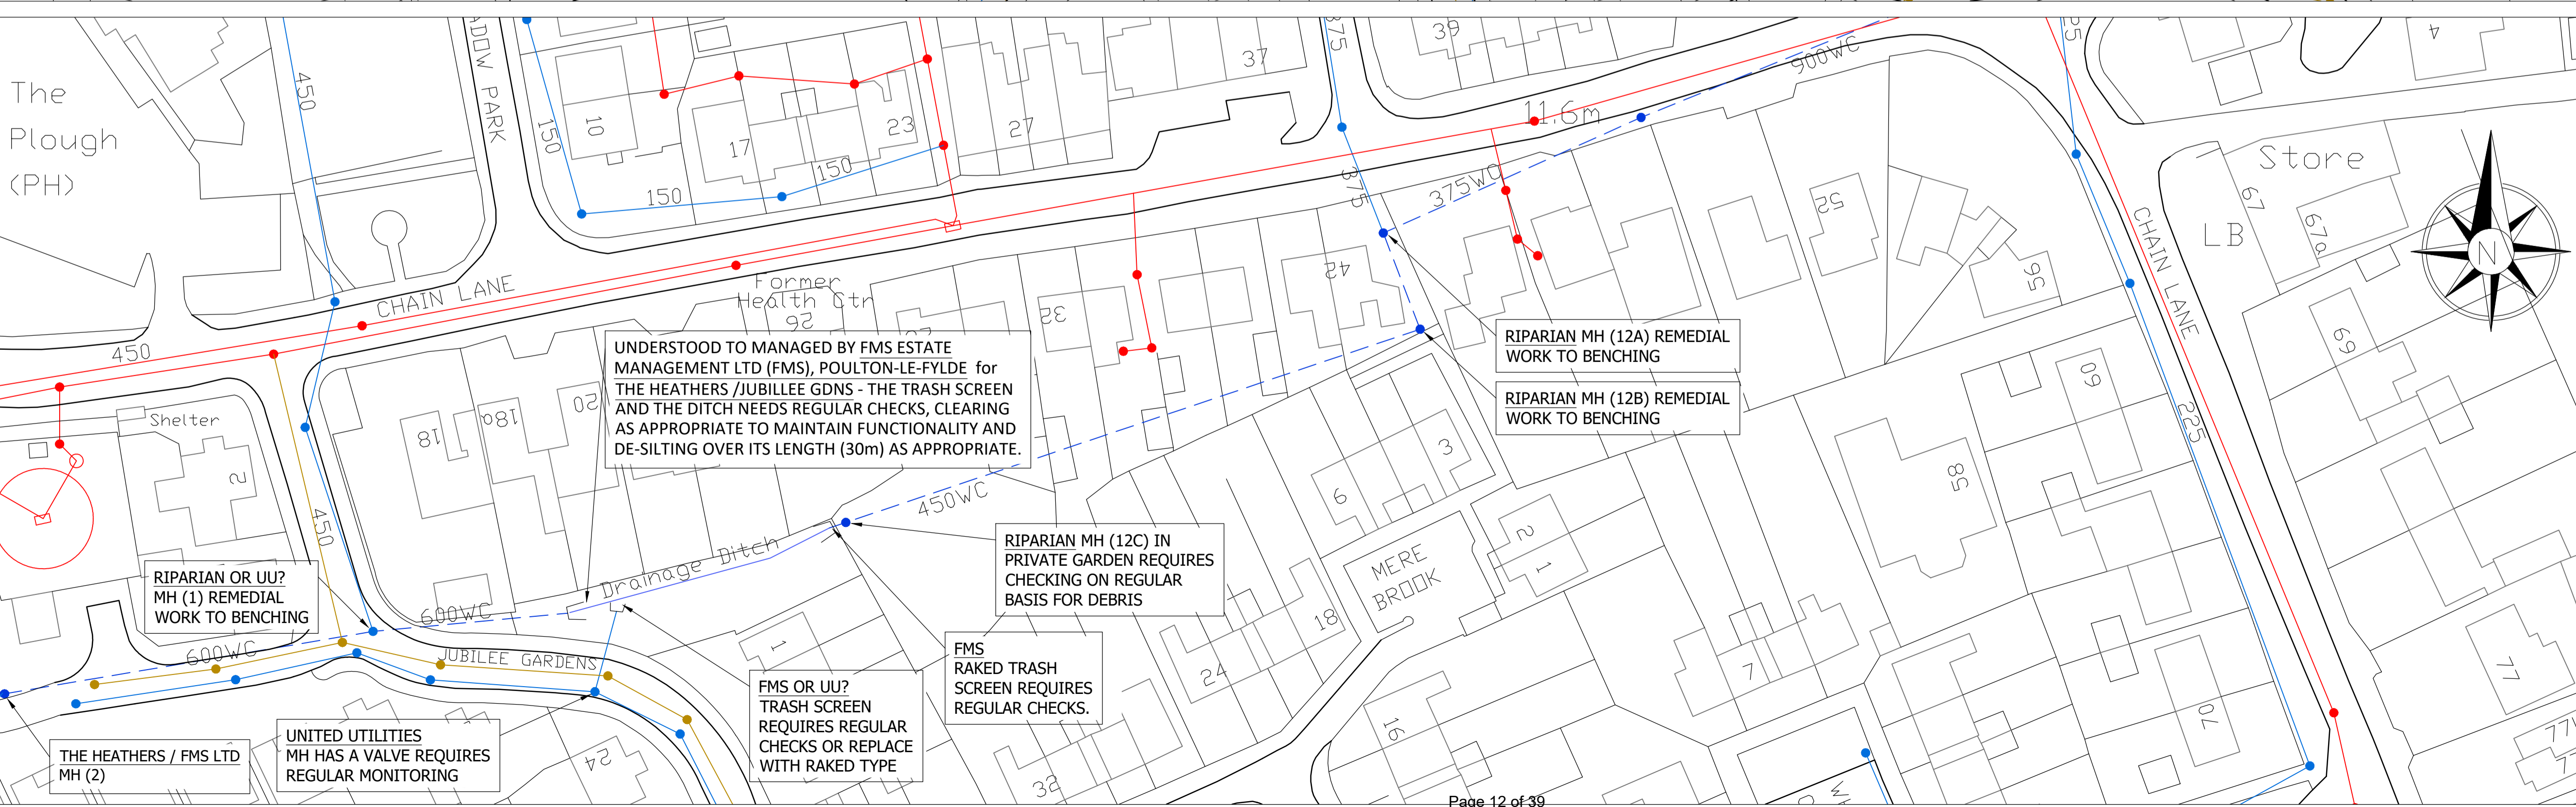 The
Plough
(PH)
450
ADOW PARK
150
10
17
23
150
150
27
37
375
39
11.6m
900WC
225
4
Store
LB
67
67a
N
CHAIN LANE
450
CHAIN LANE
Former
Health Ctr
26
32
42
375
375WC
52
56
69
Shelter
2
18
18a
20
UNDERSTOOD TO MANAGED BY FMS ESTATE
MANAGEMENT LTD (FMS), POULTON-LE-FYLDE for
THE HEATHERS /JUBILLEE GDNS - THE TRASH SCREEN
AND THE DITCH NEEDS REGULAR CHECKS, CLEARING
AS APPROPRIATE TO MAINTAIN FUNCTIONALITY AND
DE-SILTING OVER ITS LENGTH (30m) AS APPROPRIATE.
RIPARIAN MH (12A) REMEDIAL
WORK TO BENCHING
RIPARIAN MH (12B) REMEDIAL
WORK TO BENCHING
60
225
58
3
6
450WC
450
Drainage Ditch
RIPARIAN MH (12C) IN
PRIVATE GARDEN REQUIRES
CHECKING ON REGULAR
BASIS FOR DEBRIS
2
1
MERE
BROOK
RIPARIAN OR UU?
MH (1) REMEDIAL
WORK TO BENCHING
600WC
600WC
JUBILEE GARDENS
1
18
24
7
77
70
FMS
RAKED TRASH
SCREEN REQUIRES
REGULAR CHECKS.
FMS OR UU?
TRASH SCREEN
REQUIRES REGULAR
CHECKS OR REPLACE
WITH RAKED TYPE
UNITED UTILITIES
MH HAS A VALVE REQUIRES
REGULAR MONITORING
THE HEATHERS / FMS LTD
MH (2)
24
32
16
Page 12 of 39